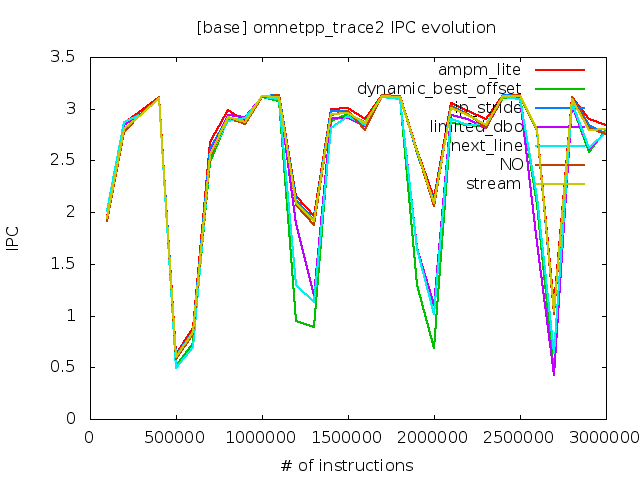 [base] omnetpp_trace2 IPC evolution
3.5
3
2.5
2
1.5
1
0.5
0
IPC
ampm_lite
dynamic_best_offset
ip_stride
limited_dbo
next_line
NO
stream
0 500000 1000000 1500000 2000000 2500000 3000000
# of instructions